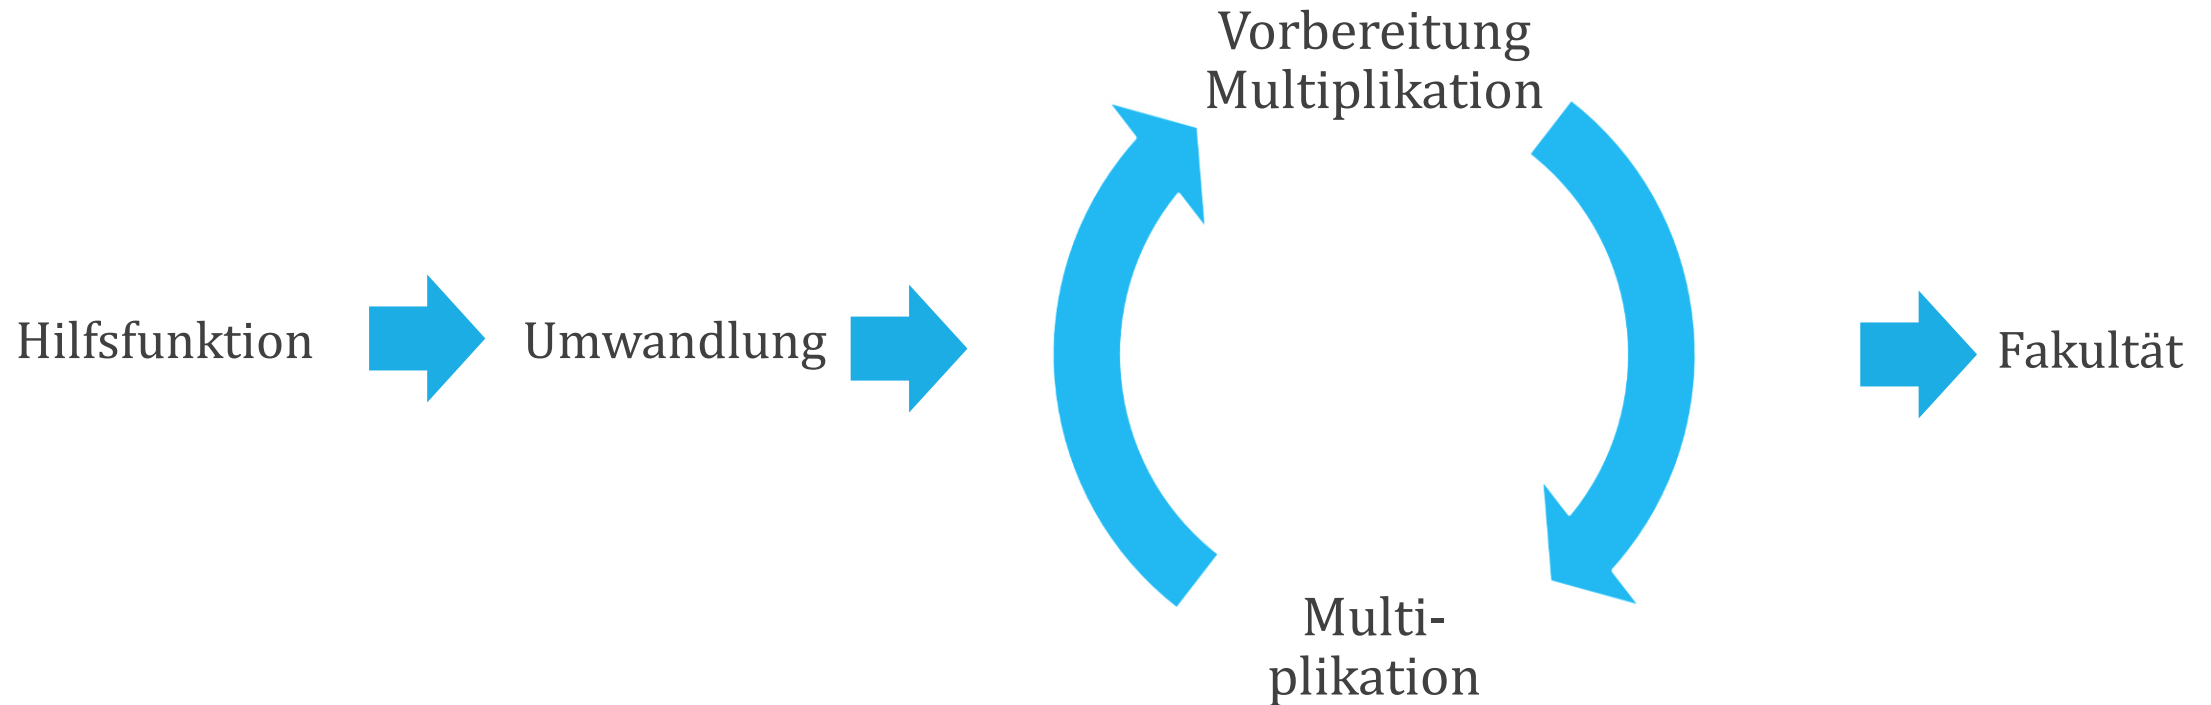 Hilfsfunktion
Umwandlung
Vorbereitung
Multiplikation
Multi-
plikation
Fakultät